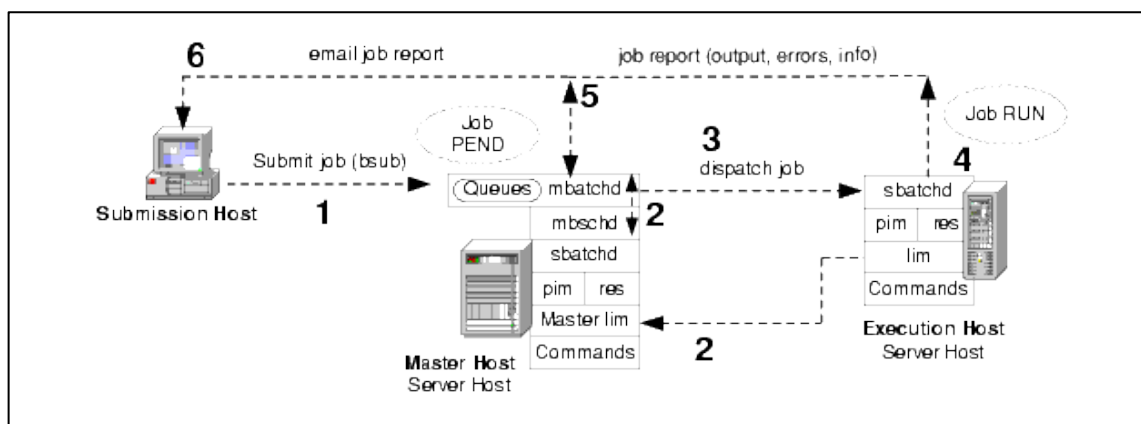 6
email job report
job report (output, errors, info)
5
Job
PEND
Job RUN
3
dispatch job
4
Submit job (bsub)
1
Submission Host
Queues
mbatchd
2
mbschd
sbatchd
pim
res
Master lim
Commands
Master Host
Server Host
sbatchd
pim
res
lim
Commands
2
Execution Host
Server Host